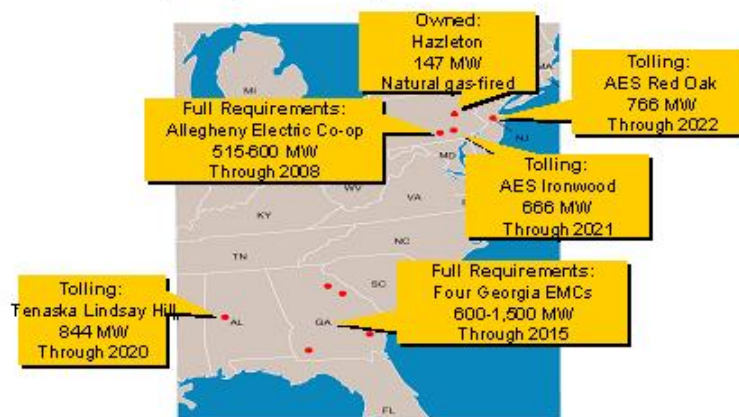 Owned:
Hazleton
147 MW
Natural gas-fired
Tolling:
AES Red Oak
766 MW
Through 2022
Full Requirements:
Allegheny Electric Co-op
515-600 MW
Through 2008
Tolling:
AES Ironwood
666 MW
Through 2021
Tolling:
Tenaska Lindsay Hill
844 MW
Through 2020
Full Requirements:
Four Georgia EMCs
600-1,500 MW
Through 2015
MI
MA
NJ
MD
WV
VA
KY
NC
TN
SC
AL
GA
FL